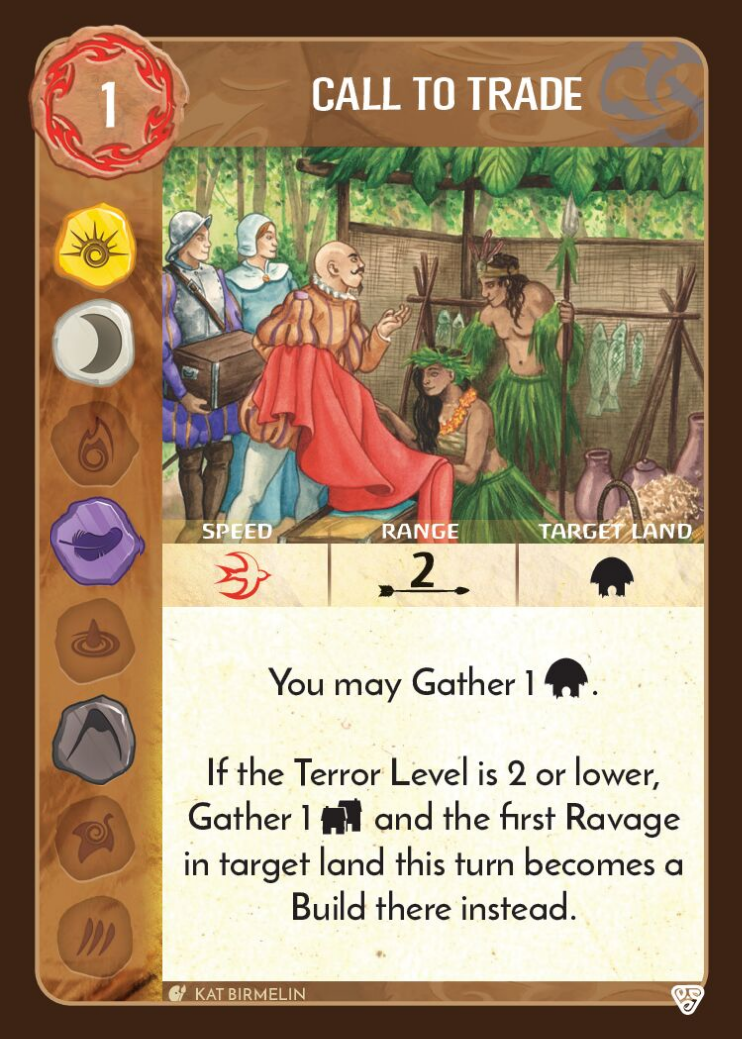 1
CALL TO TRADE
SPEED RANGE TARGET LAND
2
You may Gather 1 .
If the Terror Level is 2 or lower,
Gather 1 and the first Ravage
in target land this turn becomes a
Build there instead.
KAT BIRMELIN